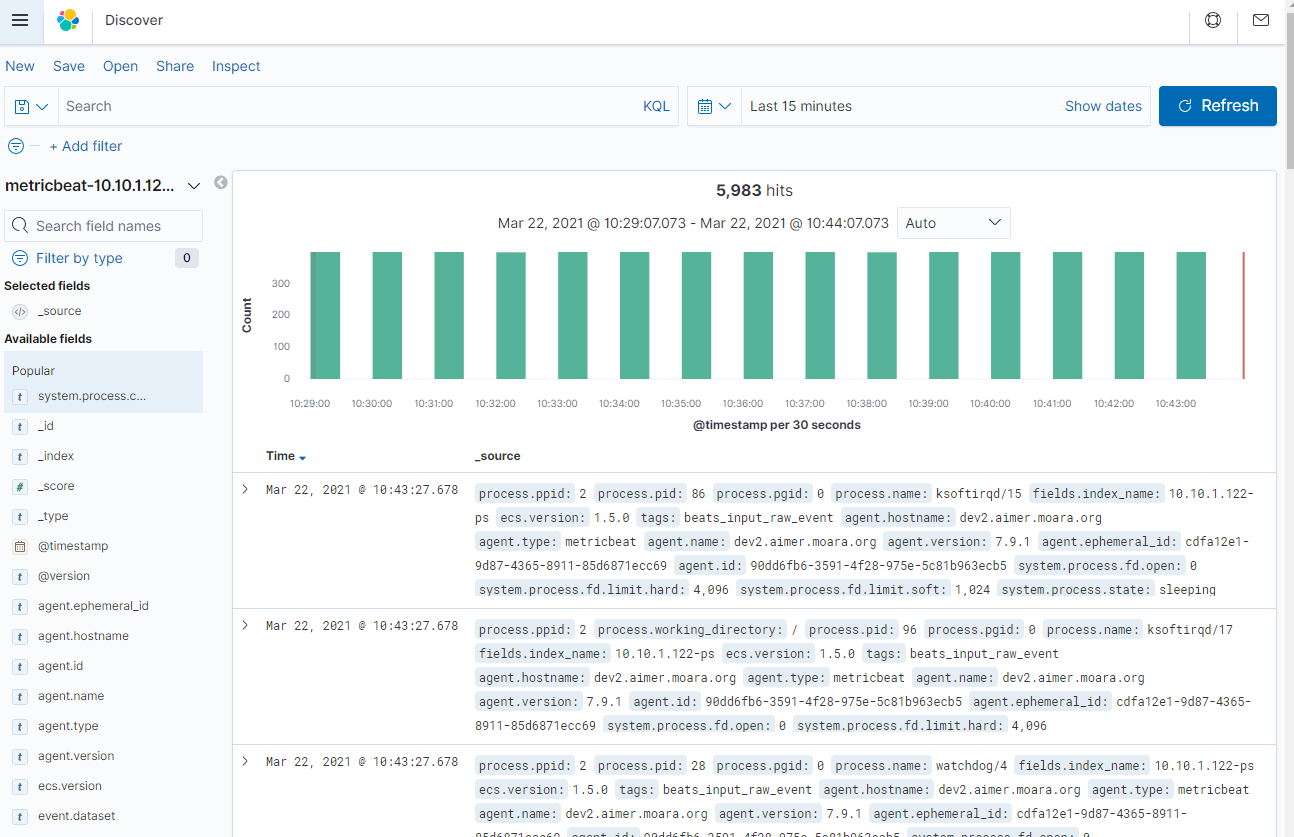 Discover
New Save Open Share Inspect
Search KQL Last 15 minutes Show dates Refresh
+ Add filter
metricbeat-10.10.1.12...
Search field names
Filter by type 0
Selected fields
_source
Available fields
Popular
t system.process.c...
t _id
t _index
# _score
t _type
@timestamp
t @version
t agent.ephemeral_id
t agent.hostname
t agent.id
t agent.name
t agent.type
t agent.version
t ecs.version
t event.dataset
5,983 hits
Mar 22, 2021 @ 10:29:07.073 - Mar 22, 2021 @ 10:44:07.073 Auto
Count
300
200
100
0
10:29:00 10:30:00 10:31:00 10:32:00 10:33:00 10:34:00 10:35:00 10:36:00 10:37:00 10:38:00 10:39:00 10:40:00 10:41:00 10:42:00 10:43:00
@timestamp per 30 seconds
Time _source
Mar 22, 2021 @ 10:43:27.678 process.ppid: 2 process.pid: 86 process.pgid: 0 process.name: ksoftirqd/15 fields.index_name: 10.10.1.122-
ps ecs.version: 1.5.0 tags: beats_input_raw_event agent.hostname: dev2.aimer.moara.org
agent.type: metricbeat agent.name: dev2.aimer.moara.org agent.version: 7.9.1 agent.ephemeral_id: cdfa12e1-
9d87-4365-8911-85d6871ecc69 agent.id: 90dd6fb6-3591-4f28-975e-5c81b963ecb5 system.process.fd.open: 0
system.process.fd.limit.hard: 4,096 system.process.fd.limit.soft: 1,024 system.process.state: sleeping
Mar 22, 2021 @ 10:43:27.678 process.ppid: 2 process.working_directory: / process.pid: 96 process.pgid: 0 process.name: ksoftirqd/17
fields.index_name: 10.10.1.122-ps ecs.version: 1.5.0 tags: beats_input_raw_event
agent.hostname: dev2.aimer.moara.org agent.type: metricbeat agent.name: dev2.aimer.moara.org
agent.version: 7.9.1 agent.id: 90dd6fb6-3591-4f28-975e-5c81b963ecb5 agent.ephemeral_id: cdfa12e1-9d87-4365-
8911-85d6871ecc69 system.process.fd.open: 0 system.process.fd.limit.hard: 4,096
Mar 22, 2021 @ 10:43:27.678 process.ppid: 2 process.pid: 28 process.pgid: 0 process.name: watchdog/4 fields.index_name: 10.10.1.122-ps
ecs.version: 1.5.0 tags: beats_input_raw_event agent.hostname: dev2.aimer.moara.org agent.type: metricbeat
agent.name: dev2.aimer.moara.org agent.version: 7.9.1 agent.ephemeral_id: cdfa12e1-9d87-4365-8911-
85d6871ecc69 agent.id: 90dd6fb6-3591-4f28-975e-5c81b963ecb5 system.process.fd.open: 0